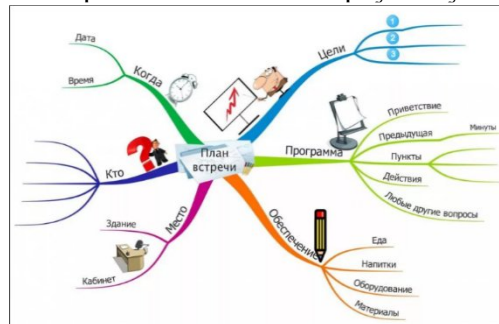 План
встречи
Цели
1
2
3
Программа
Приветствие
Предыдущая
Минуты
Пункты
Действия
Любые другие вопросы
Обеспечение
Еда
Напитки
Оборудование
Материалы
Место
Здание
Кабинет
Кто
Когда
Дата
Время